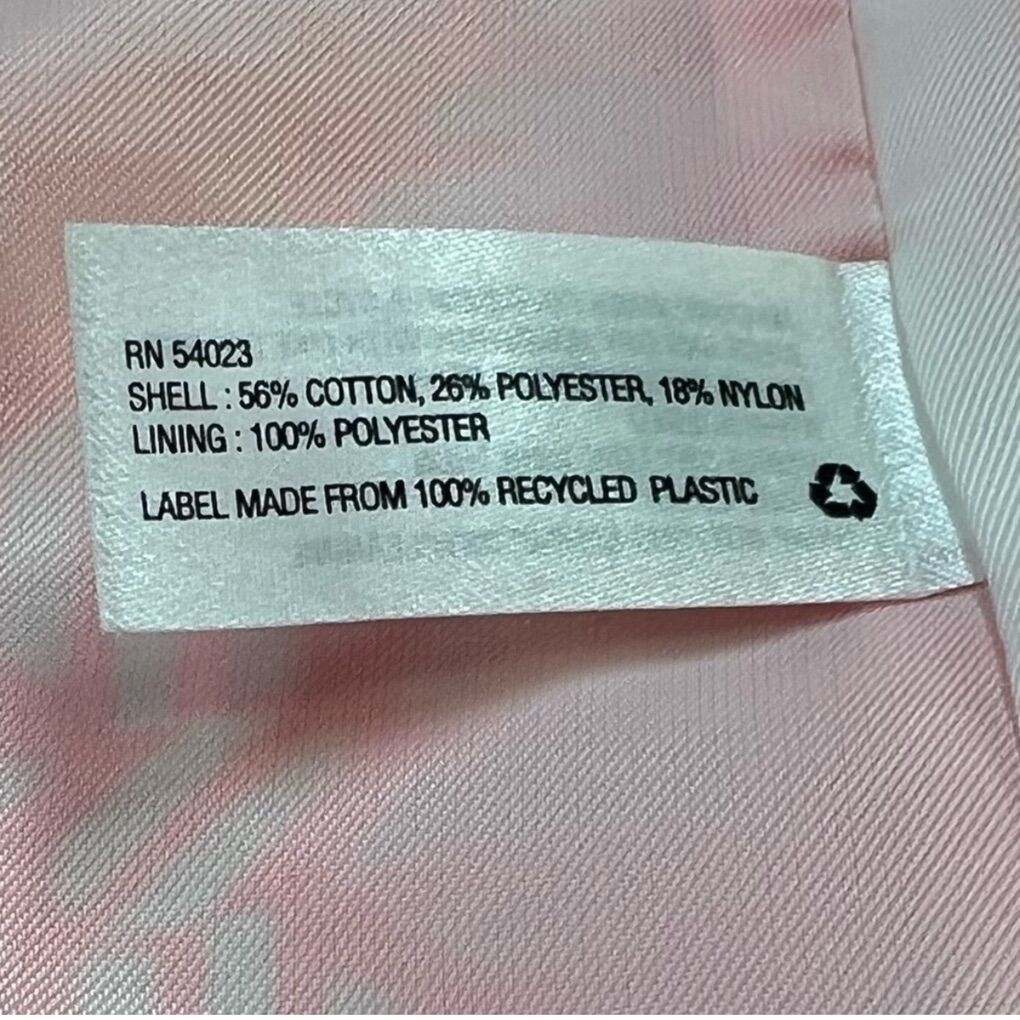 RN 54023
SHELL : 56% COTTON, 26% POLYESTER, 18% NYLON
LINING : 100% POLYESTER
LABEL MADE FROM 100% RECYCLED PLASTIC